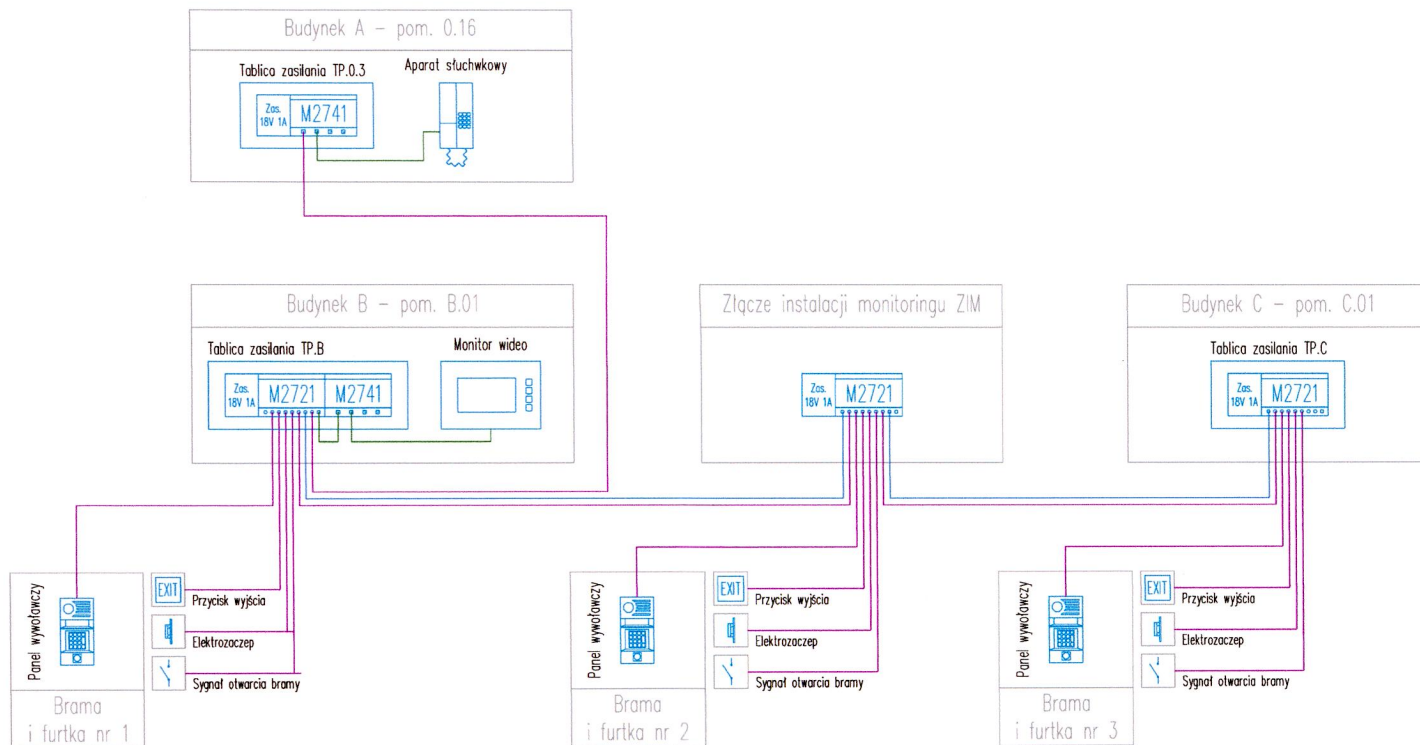 Budynek A – pom. 0.16
Tablica zasilania TP.0.3
Aparat słuchwkowy
Zas.
18V 1A
M2741
Budynek B – pom. B.01
Tablica zasilania TP.B
Monitor wideo
Zas.
18V 1A
M2721
M2741
Złącze instalacji monitoringu ZIM
Zas.
18V 1A
M2721
Budynek C – pom. C.01
Tablica zasilania TP.C
Zas.
18V 1A
M2721
Panel wywoławczy
EXIT
Przycisk wyjścia
Elektrozaczep
Sygnał otwarcia bramy
Brama
i furtka nr 1
Panel wywoławczy
EXIT
Przycisk wyjścia
Elektrozaczep
Sygnał otwarcia bramy
Brama
i furtka nr 2
Panel wywoławczy
EXIT
Przycisk wyjścia
Elektrozaczep
Sygnał otwarcia bramy
Brama
i furtka nr 3